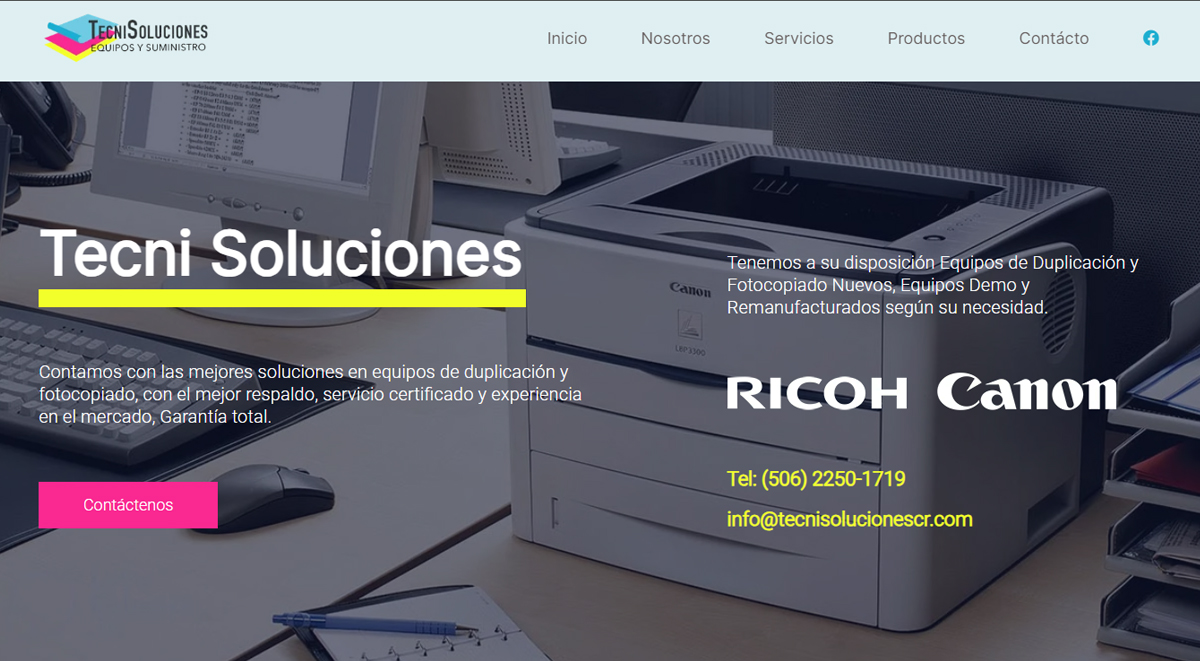 TECNISOLUCIONES
EQUIPOS Y SUMINISTRO
Inicio
Nosotros
Servicios
Productos
Contácto
Tecni Soluciones
Contamos con las mejores soluciones en equipos de duplicación y
fotocopiado, con el mejor respaldo, servicio certificado y experiencia
en el mercado, Garantía total.
Contáctenos
Tenemos a su disposición Equipos de Duplicación y
Fotocopiado Nuevos, Equipos Demo y
Remanufacturados según su necesidad.
RICOH Canon
Tel: (506) 2250-1719
info@tecnisolucionescr.com
Canon